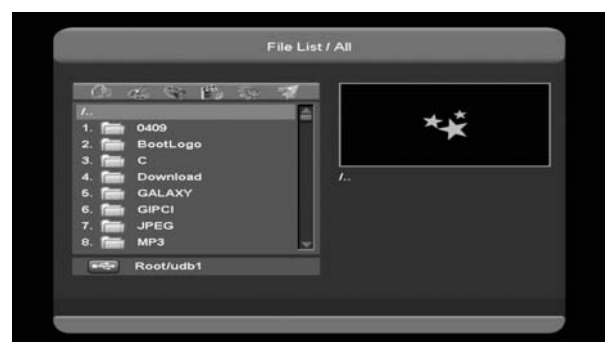 File List / All
/..
1. 0409
2. BootLogo
3. C
4. Download
5. GALAXY
6. GIPCI
7. JPEG
8. MP3
/..
Root/udb1